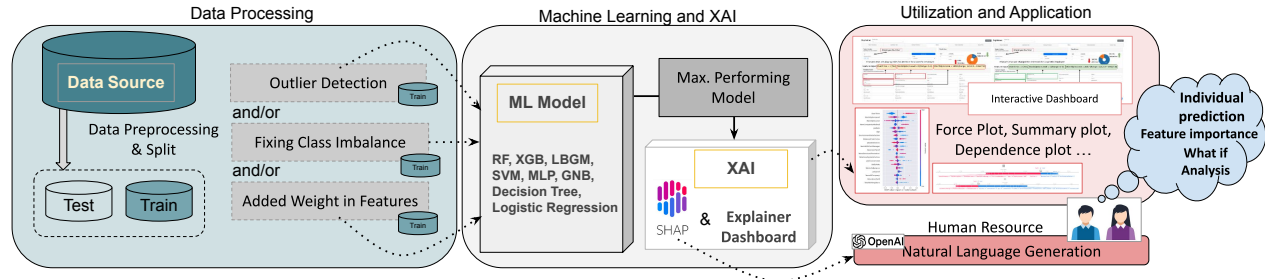 Data Processing
Data Source
Data Preprocessing
& Split
Test
Train
Outlier Detection
Train
and/or
Fixing Class Imbalance
Train
and/or
Added Weight in Features
Train
Machine Learning and XAI
ML Model
RF, XGB, LBGM,
SVM, MLP, GNB,
Decision Tree,
Logistic Regression
Max. Performing
Model
XAI
SHAP
&
Explainer
Dashboard
Utilization and Application
Interactive Dashboard
Force Plot, Summary plot,
Dependence plot ...
Individual
prediction
Feature importance
What if
Analysis
Human Resource
OpenAI
Natural Language Generation